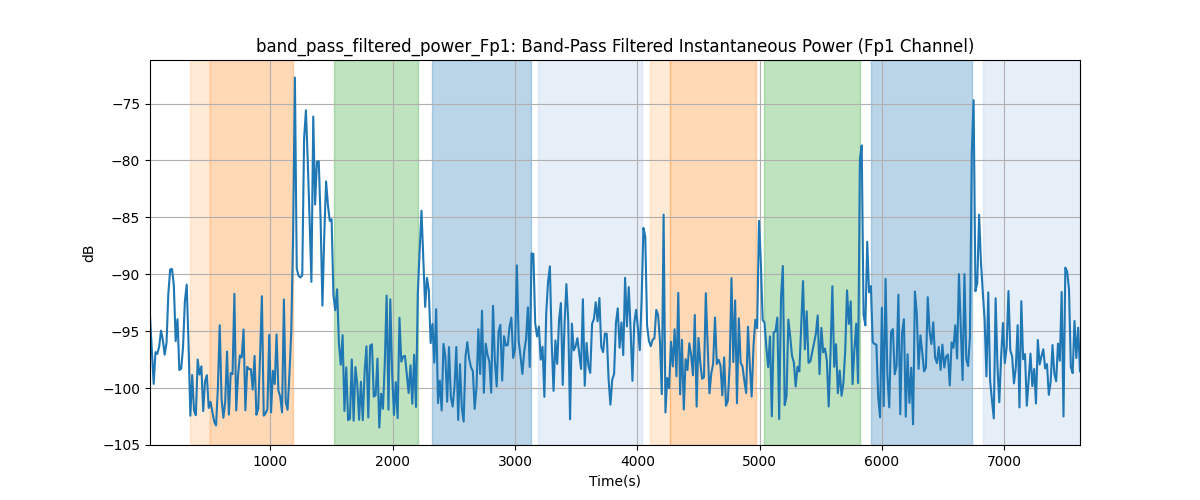 band_pass_filtered_power_Fp1: Band-Pass Filtered Instantaneous Power (Fp1 Channel)
−75
−80
−85
−90
−95
−100
−105
dB
1000 2000 3000 4000 5000 6000 7000
Time(s)